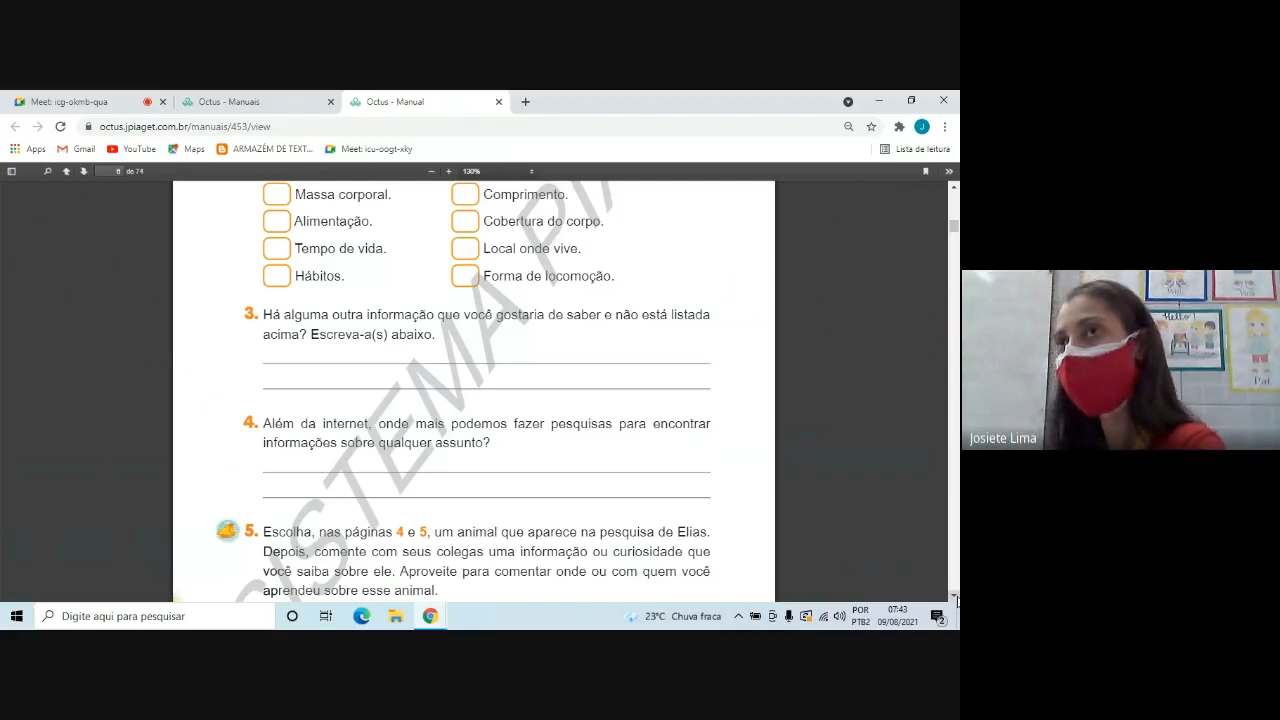 Meet: icg-okmb-qua
Octus - Manuais
Octus - Manual
octus.jpiaget.com.br/manuais/453/view
Apps
Gmail
YouTube
Maps
ARMAZÉM DE TEXT...
Meet: icu-oogt-xky
Lista de leitura
6 de 74
130%
Massa corporal.
Comprimento.
Alimentação.
Cobertura do corpo.
Tempo de vida.
Local onde vive.
Hábitos.
Forma de locomoção.
3. Há alguma outra informação que você gostaria de saber e não está listada
acima? Escreva-a(s) abaixo.
4. Além da internet, onde mais podemos fazer pesquisas para encontrar
informações sobre qualquer assunto?
5. Escolha, nas páginas 4 e 5, um animal que aparece na pesquisa de Elias.
Depois, comente com seus colegas uma informação ou curiosidade que
você saiba sobre ele. Aproveite para comentar onde ou com quem você
aprendeu sobre esse animal.
SISTEMA PI
Hello!
Josiete Lima
Digite aqui para pesquisar
23°C Chuva fraca
POR
PTB2
07:43
09/08/2021
2
J